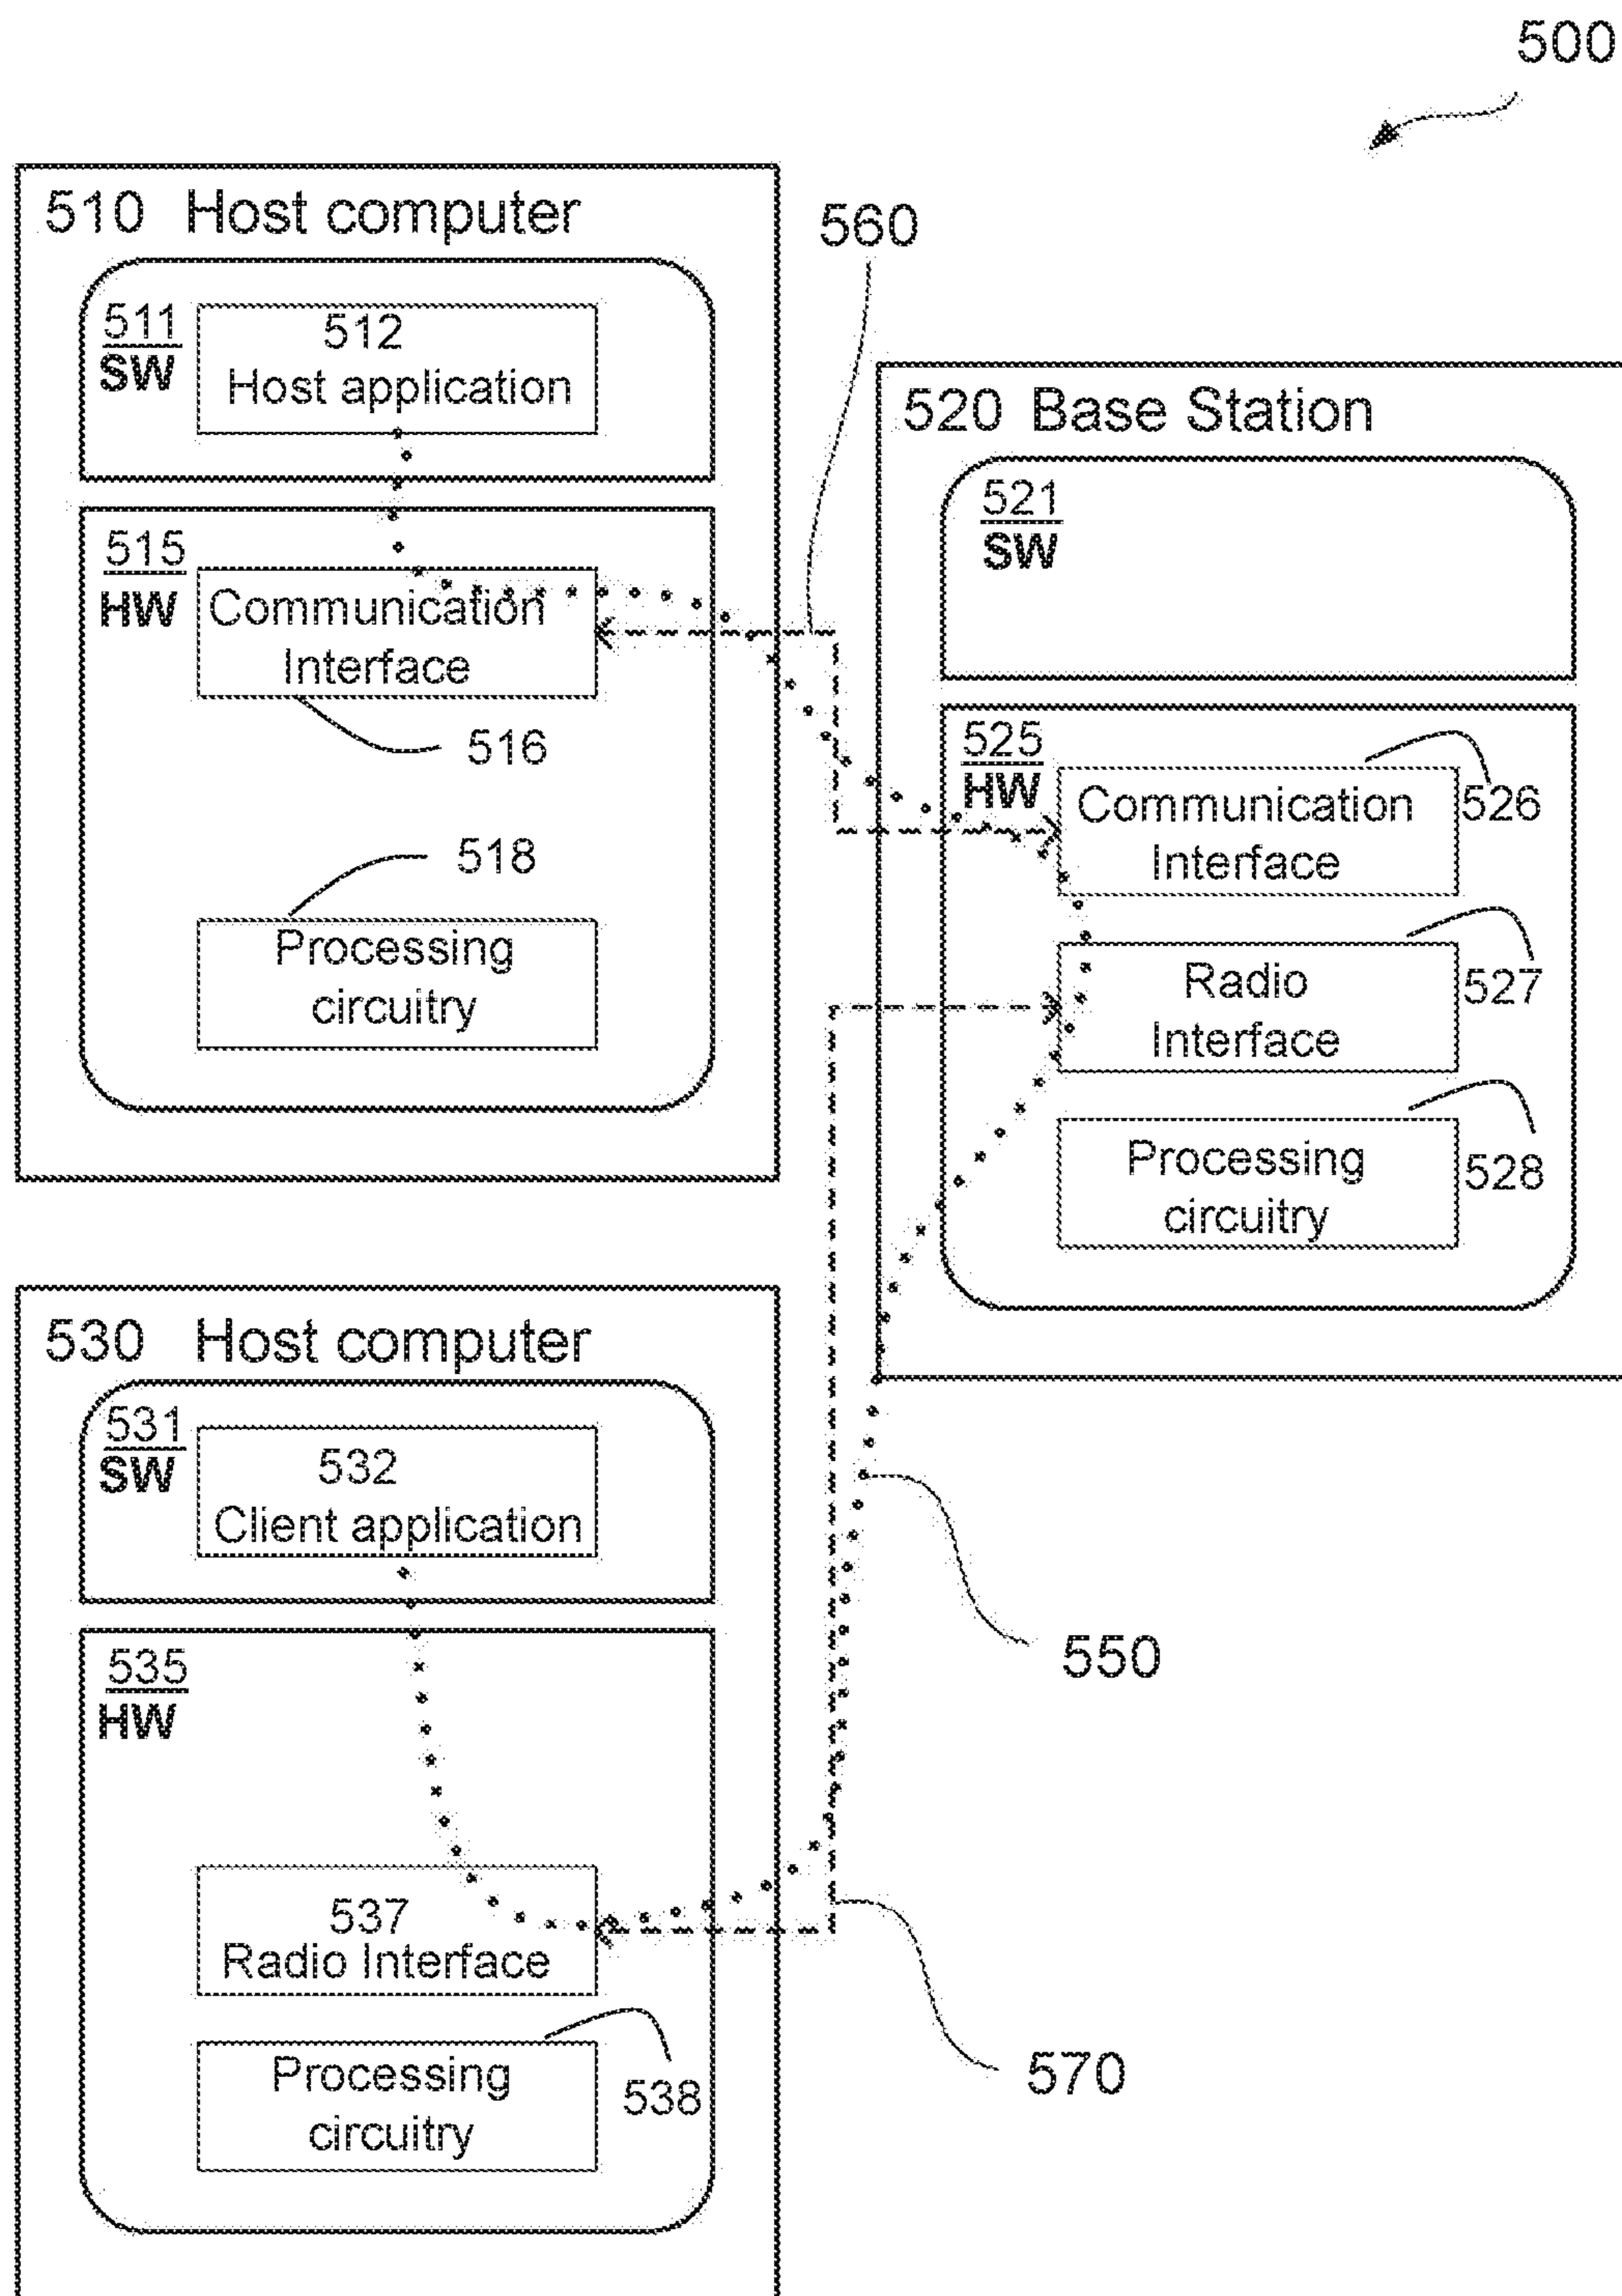 500
510 Host computer
560
511
SW
512
Host application
520 Base Station
521
SW
515
HW
Communication
Interface
516
525
HW
Communication
Interface
526
518
Processing
circuitry
Radio
Interface
527
Processing
circuitry
528
530 Host computer
531
SW
532
Client application
550
535
HW
537
Radio Interface
570
Processing
circuitry
538